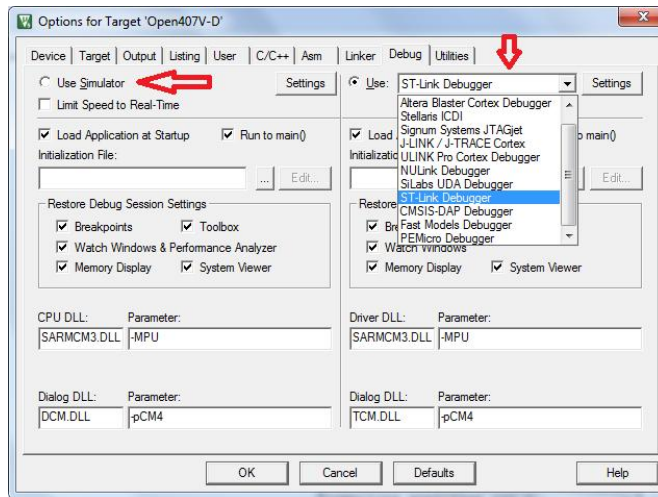 Options for Target 'Open407V-D'
Device Target Output Listing User C/C++ Asm Linker Debug Utilities
Use Simulator Settings
Limit Speed to Real-Time
Load Application at Startup Run to main()
Initialization File:
... Edit...
Restore Debug Session Settings
Breakpoints Toolbox
Watch Windows & Performance Analyzer
Memory Display System Viewer
CPU DLL: Parameter:
SARMCM3.DLL -MPU
Dialog DLL: Parameter:
DCM.DLL -pCM4
Use: ST-Link Debugger Settings
Altera Blaster Cortex Debugger
Stellaris ICDI
Signum Systems JTAGjet
J-LINK / J-TRACE Cortex
ULINK Pro Cortex Debugger
NULink Debugger
SiLabs UDA Debugger
ST-Link Debugger
CMSIS-DAP Debugger
Fast Models Debugger
PEMicro Debugger
main()
Edit...
Watch Windows
Memory Display System Viewer
Driver DLL: Parameter:
SARMCM3.DLL -MPU
Dialog DLL: Parameter:
TCM.DLL -pCM4
OK Cancel Defaults Help